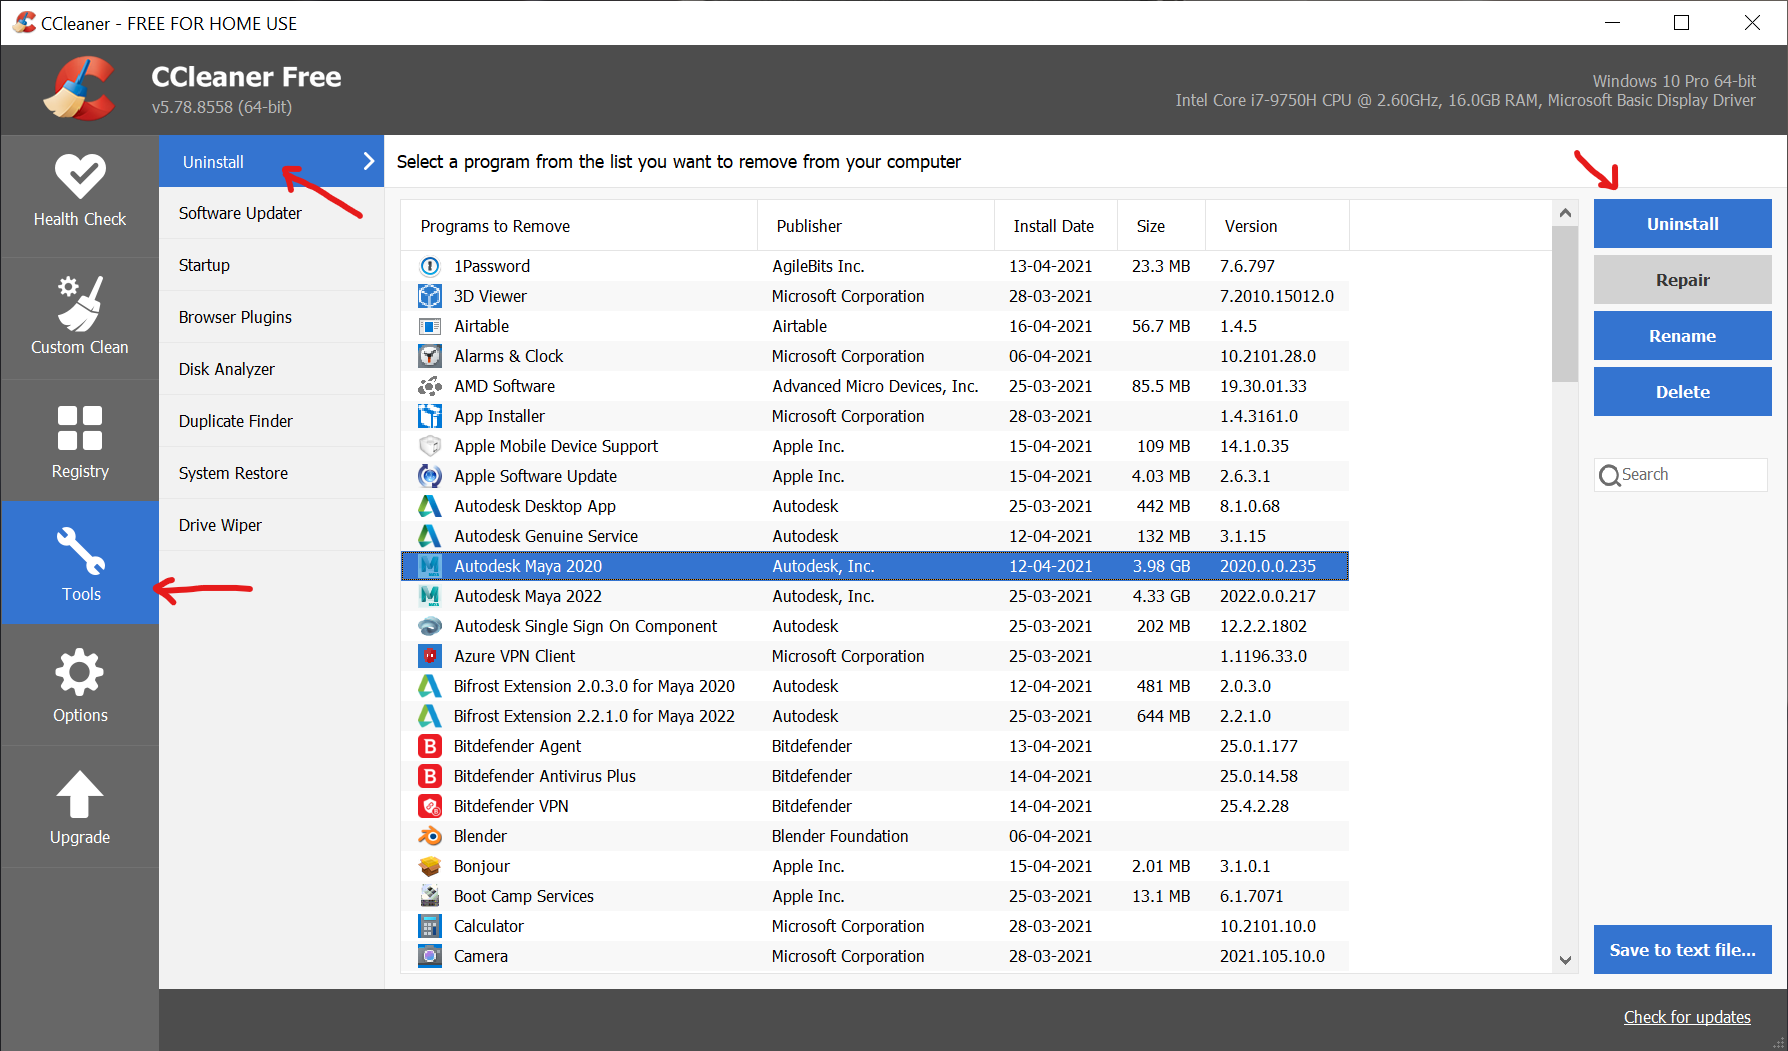 CCleaner - FREE FOR HOME USE
CCleaner Free
v5.78.8558 (64-bit)
Windows 10 Pro 64-bit
Intel Core i7-9750H CPU @ 2.60GHz, 16.0GB RAM, Microsoft Basic Display Driver
Health Check
Custom Clean
Registry
Tools
Options
Upgrade
Uninstall
Software Updater
Startup
Browser Plugins
Disk Analyzer
Duplicate Finder
System Restore
Drive Wiper
Select a program from the list you want to remove from your computer
Programs to Remove Publisher Install Date Size Version
1Password AgileBits Inc. 13-04-2021 23.3 MB 7.6.797
3D Viewer Microsoft Corporation 28-03-2021 7.2010.15012.0
Airtable Airtable 16-04-2021 56.7 MB 1.4.5
Alarms & Clock Microsoft Corporation 06-04-2021 10.2101.28.0
AMD Software Advanced Micro Devices, Inc. 25-03-2021 85.5 MB 19.30.01.33
App Installer Microsoft Corporation 28-03-2021 1.4.3161.0
Apple Mobile Device Support Apple Inc. 15-04-2021 109 MB 14.1.0.35
Apple Software Update Apple Inc. 15-04-2021 4.03 MB 2.6.3.1
Autodesk Desktop App Autodesk 25-03-2021 442 MB 8.1.0.68
Autodesk Genuine Service Autodesk 12-04-2021 132 MB 3.1.15
Autodesk Maya 2020 Autodesk, Inc. 12-04-2021 3.98 GB 2020.0.0.235
Autodesk Maya 2022 Autodesk, Inc. 25-03-2021 4.33 GB 2022.0.0.217
Autodesk Single Sign On Component Autodesk 25-03-2021 202 MB 12.2.2.1802
Azure VPN Client Microsoft Corporation 25-03-2021 1.1196.33.0
Bifrost Extension 2.0.3.0 for Maya 2020 Autodesk 12-04-2021 481 MB 2.0.3.0
Bifrost Extension 2.2.1.0 for Maya 2022 Autodesk 25-03-2021 644 MB 2.2.1.0
Bitdefender Agent Bitdefender 13-04-2021 25.0.1.177
Bitdefender Antivirus Plus Bitdefender 14-04-2021 25.0.14.58
Bitdefender VPN Bitdefender 14-04-2021 25.4.2.28
Blender Blender Foundation 06-04-2021
Bonjour Apple Inc. 15-04-2021 2.01 MB 3.1.0.1
Boot Camp Services Apple Inc. 25-03-2021 13.1 MB 6.1.7071
Calculator Microsoft Corporation 28-03-2021 10.2101.10.0
Camera Microsoft Corporation 28-03-2021 2021.105.10.0
Uninstall
Repair
Rename
Delete
Search
Save to text file...
Check for updates